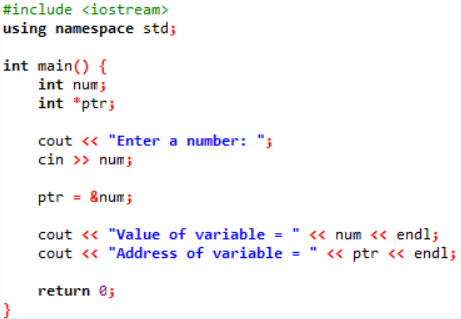 #include <iostream>
using namespace std;
int main() {
int num;
int *ptr;
cout << "Enter a number: ";
cin >> num;
ptr = &num;
cout << "Value of variable = " << num << endl;
cout << "Address of variable = " << ptr << endl;
return 0;
}